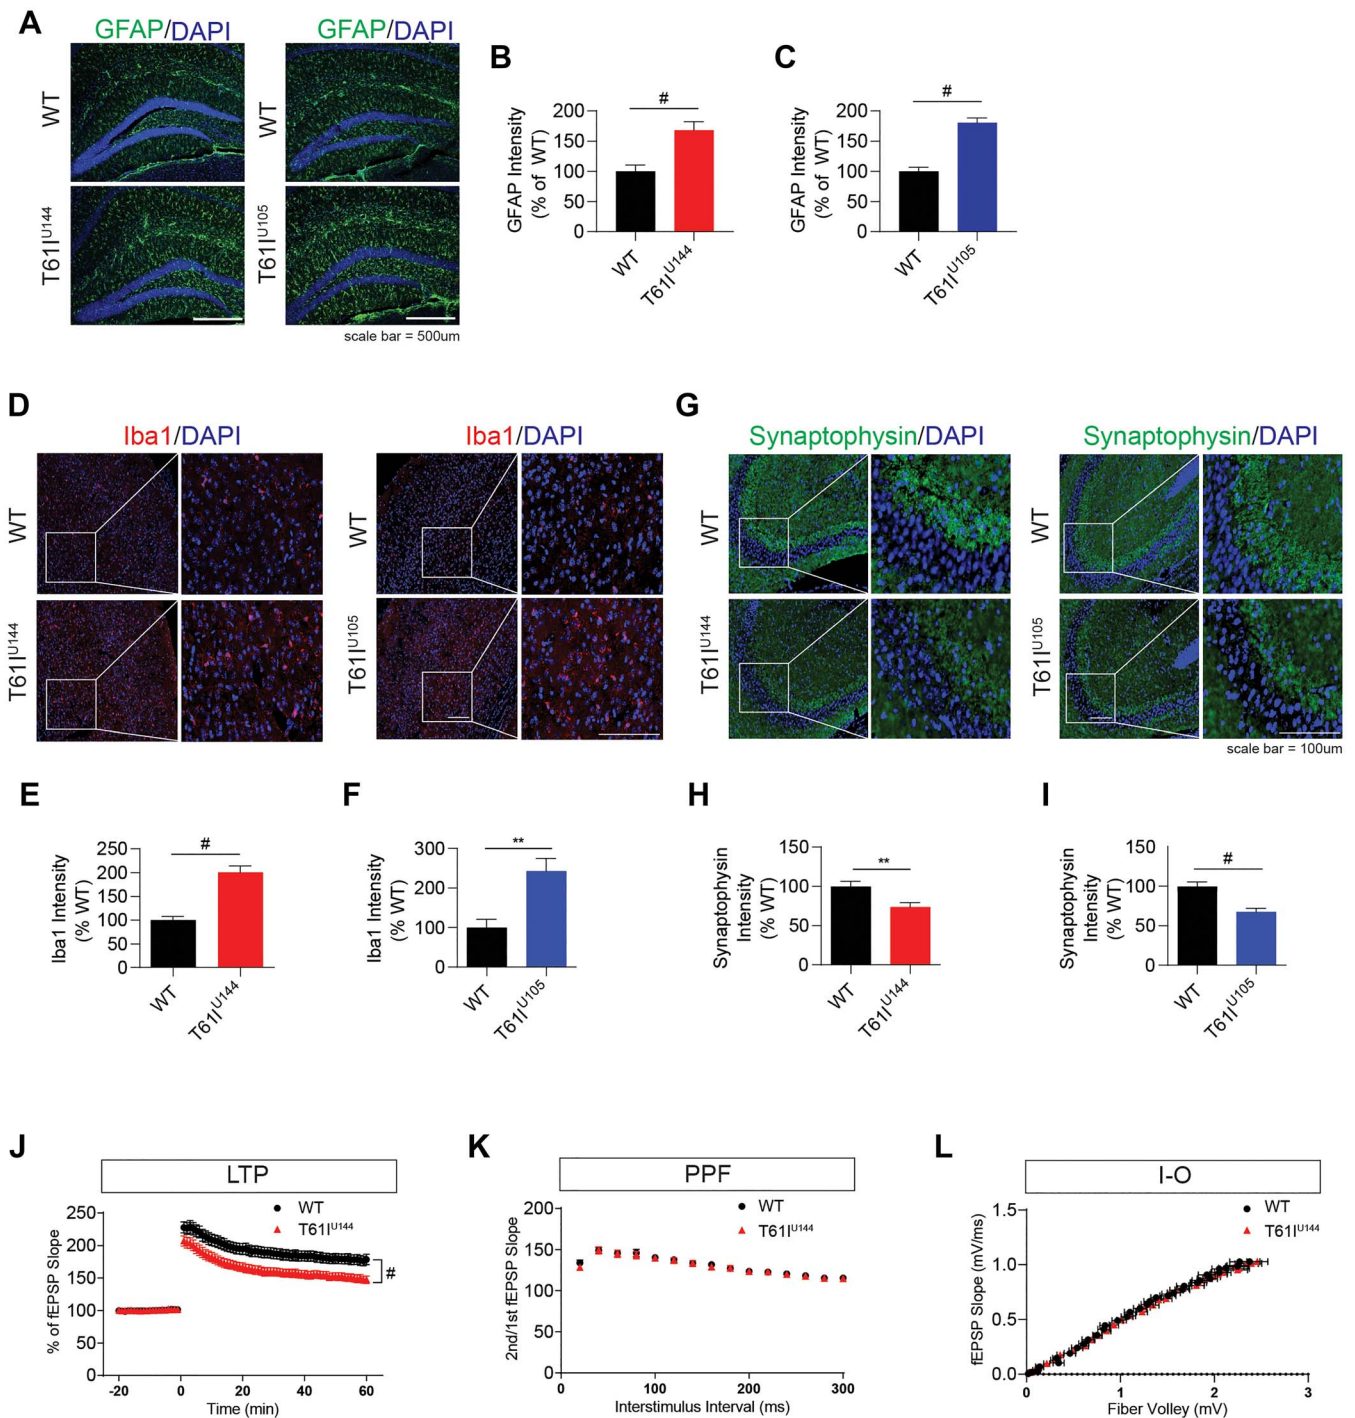 A
GFAP/DAPI
GFAP/DAPI
WT
WT
T61I^U144
T61I^U105
scale bar = 500um
B
GFAP Intensity
(% of WT)
200
150
100
50
0
#
WT
T61I^U144
C
GFAP Intensity
(% of WT)
200
150
100
50
0
#
WT
T61I^U105
D
Iba1/DAPI
Iba1/DAPI
WT
WT
T61I^U144
T61I^U105
G
Synaptophysin/DAPI
Synaptophysin/DAPI
WT
WT
T61I^U144
T61I^U105
scale bar = 100um
E
Iba1 Intensity
(% WT)
250
200
150
100
50
0
#
WT
T61I^U144
F
Iba1 Intensity
(% WT)
300
200
100
0
**
WT
T61I^U105
H
Synaptophysin
Intensity
(% WT)
150
100
50
0
**
WT
T61I^U144
I
Synaptophysin
Intensity
(% WT)
150
100
50
0
#
WT
T61I^U105
J
LTP
WT
T61I^U144
% of fEPSP Slope
250
200
150
100
50
0
#
-20
0
20
40
60
Time (min)
K
PPF
WT
T61I^U144
2nd/1st fEPSP Slope
200
150
100
50
0
0
100
200
300
Interstimulus Interval (ms)
L
I-O
WT
T61I^U144
fEPSP Slope (mV/ms)
1.5
1.0
0.5
0.0
0
1
2
3
Fiber Volley (mV)